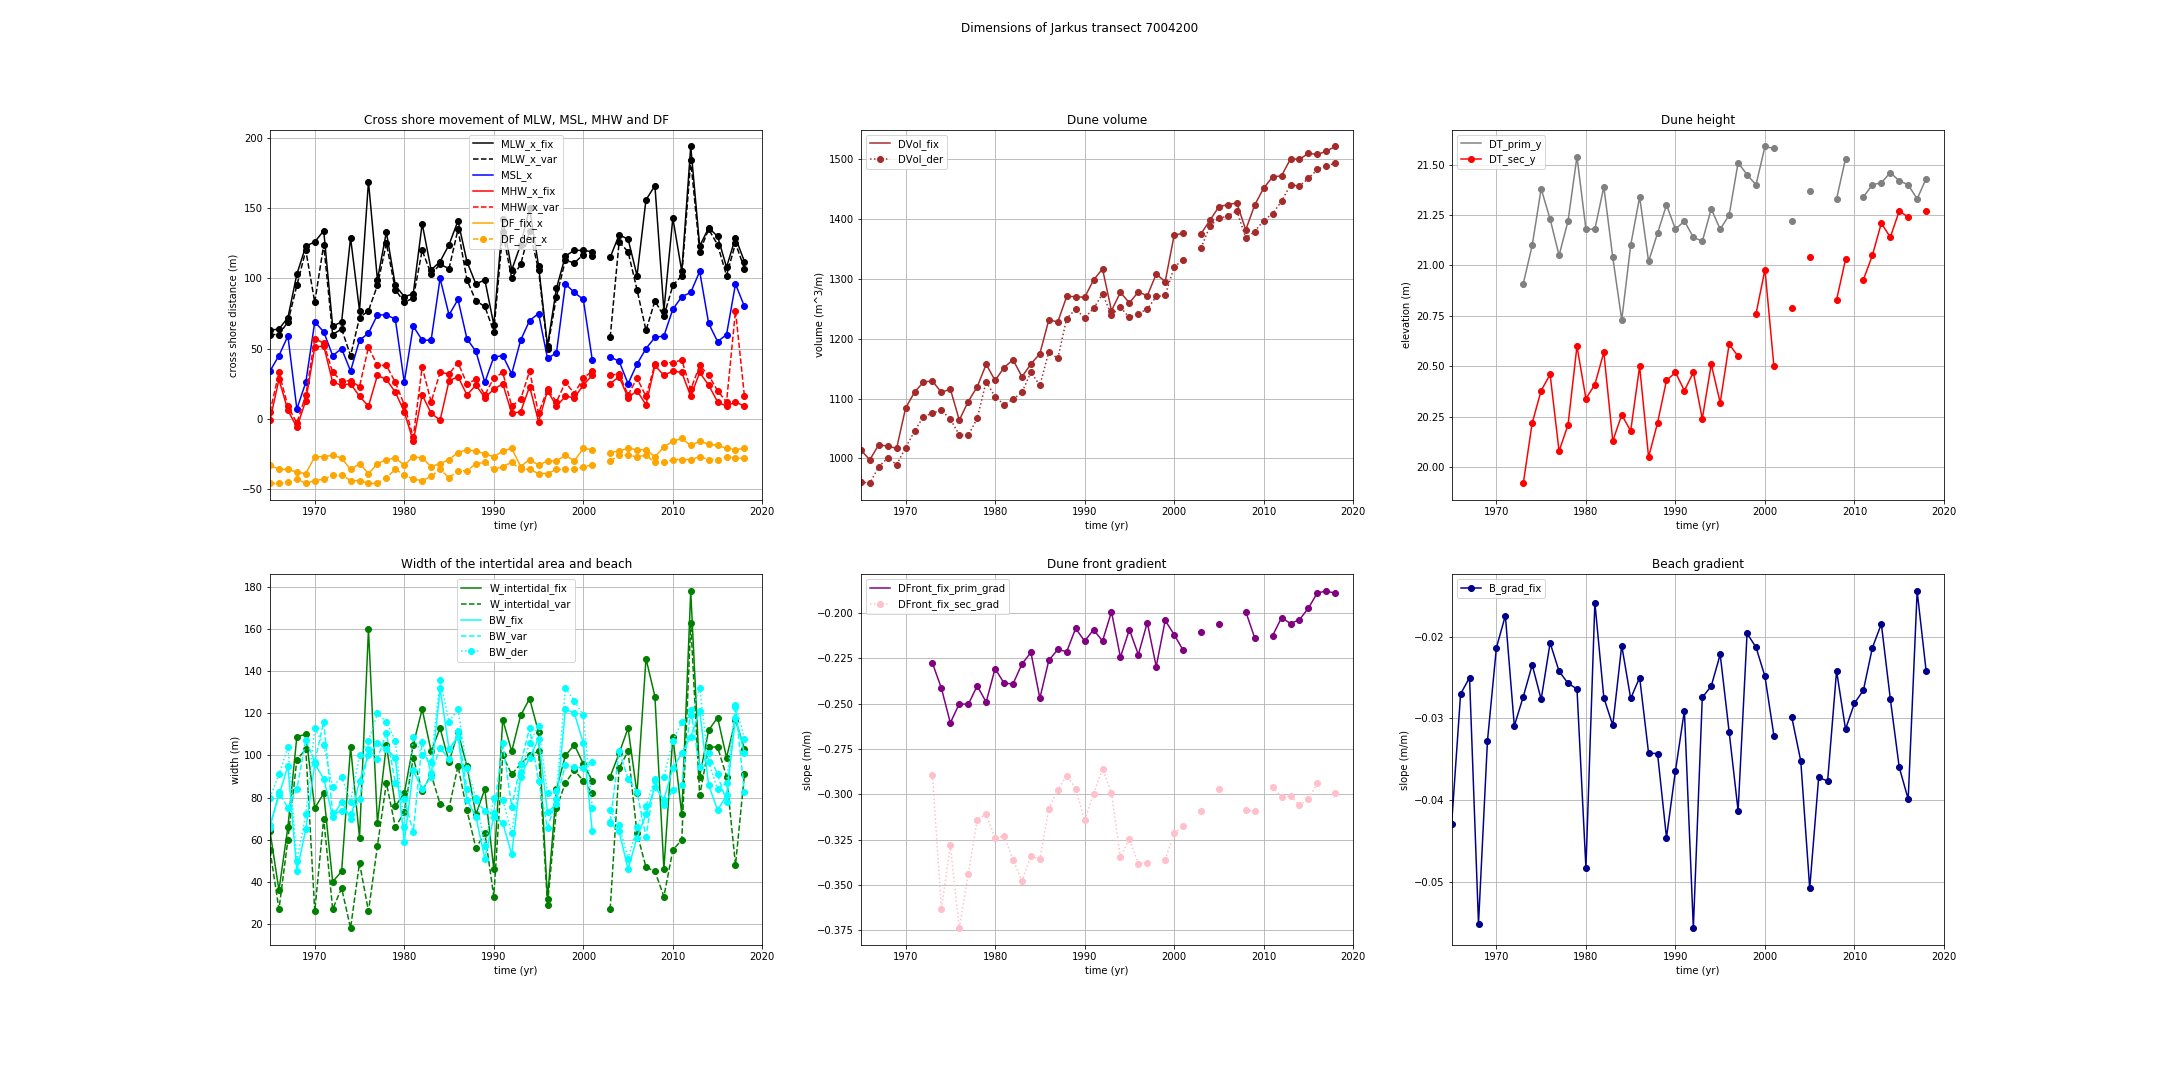 Dimensions of Jarkus transect 7004200
Cross shore movement of MLW, MSL, MHW and DF
cross shore distance (m)
200
150
100
50
0
−50
MLW_x_fix
MLW_x_var
MSL_x
MHW_x_fix
MHW_x_var
DF_fix_x
DF_der_x
1970 1980 1990 2000 2010 2020
time (yr)
Dune volume
volume (m^3/m)
1500
1400
1300
1200
1100
1000
DVol_fix
DVol_der
1970 1980 1990 2000 2010 2020
time (yr)
Dune height
elevation (m)
21.50
21.25
21.00
20.75
20.50
20.25
20.00
DT_prim_y
DT_sec_y
1970 1980 1990 2000 2010 2020
time (yr)
Width of the intertidal area and beach
width (m)
180
160
140
120
100
80
60
40
20
W_intertidal_fix
W_intertidal_var
BW_fix
BW_var
BW_der
1970 1980 1990 2000 2010 2020
time (yr)
Dune front gradient
slope (m/m)
−0.200
−0.225
−0.250
−0.275
−0.300
−0.325
−0.350
−0.375
DFront_fix_prim_grad
DFront_fix_sec_grad
1970 1980 1990 2000 2010 2020
time (yr)
Beach gradient
slope (m/m)
−0.02
−0.03
−0.04
−0.05
B_grad_fix
1970 1980 1990 2000 2010 2020
time (yr)